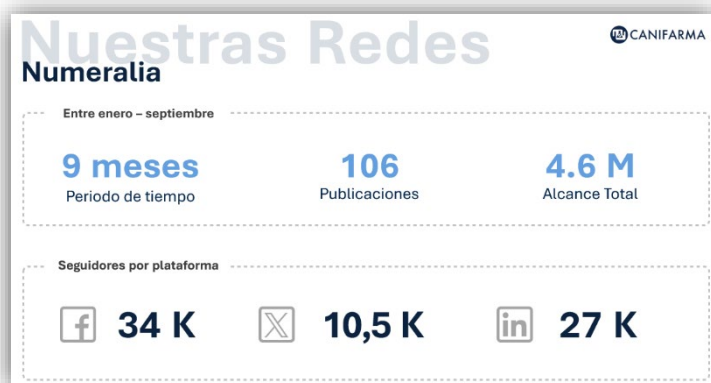 Nuestras Redes
CANIFARMA
Numeralia
Entre enero – septiembre
9 meses
106
4.6 M
Periodo de tiempo
Publicaciones
Alcance Total
Seguidores por plataforma
34 K
10,5 K
27 K